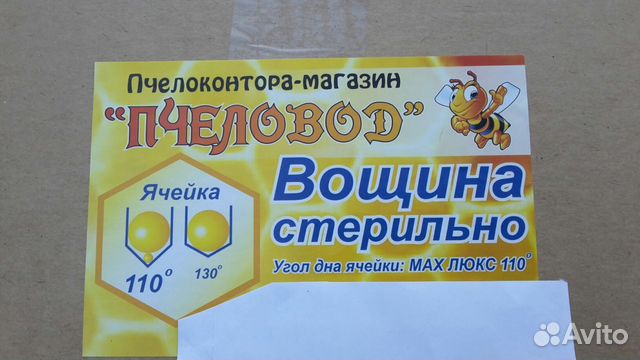 Пчелоконтора-магазин
"ПЧЕЛОВОД"
Ячейка
110°
130°
Вощина
стерильно
Угол дна ячейки: МАХ ЛЮКС 110°
Avito